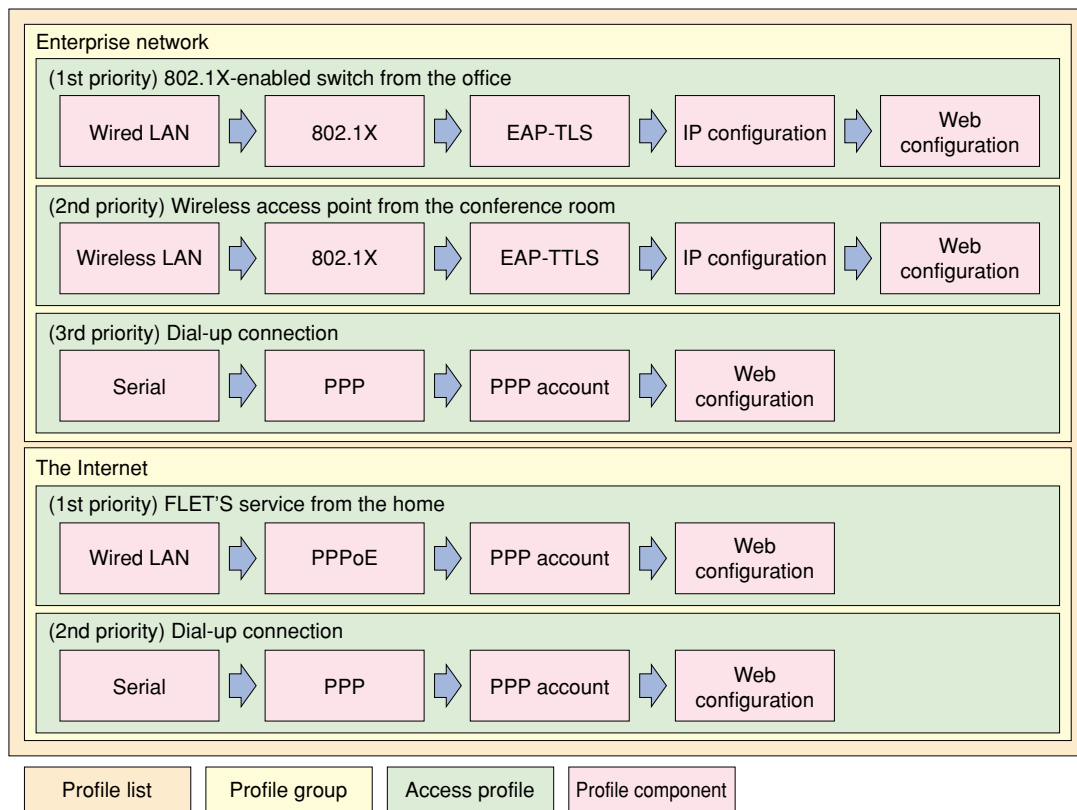 Enterprise network
(1st priority) 802.1X-enabled switch from the office
Wired LAN
802.1X
EAP-TLS
IP configuration
Web
configuration
(2nd priority) Wireless access point from the conference room
Wireless LAN
802.1X
EAP-TTLS
IP configuration
Web
configuration
(3rd priority) Dial-up connection
Serial
PPP
PPP account
Web
configuration
The Internet
(1st priority) FLET'S service from the home
Wired LAN
PPPoE
PPP account
Web
configuration
(2nd priority) Dial-up connection
Serial
PPP
PPP account
Web
configuration
Profile list
Profile group
Access profile
Profile component